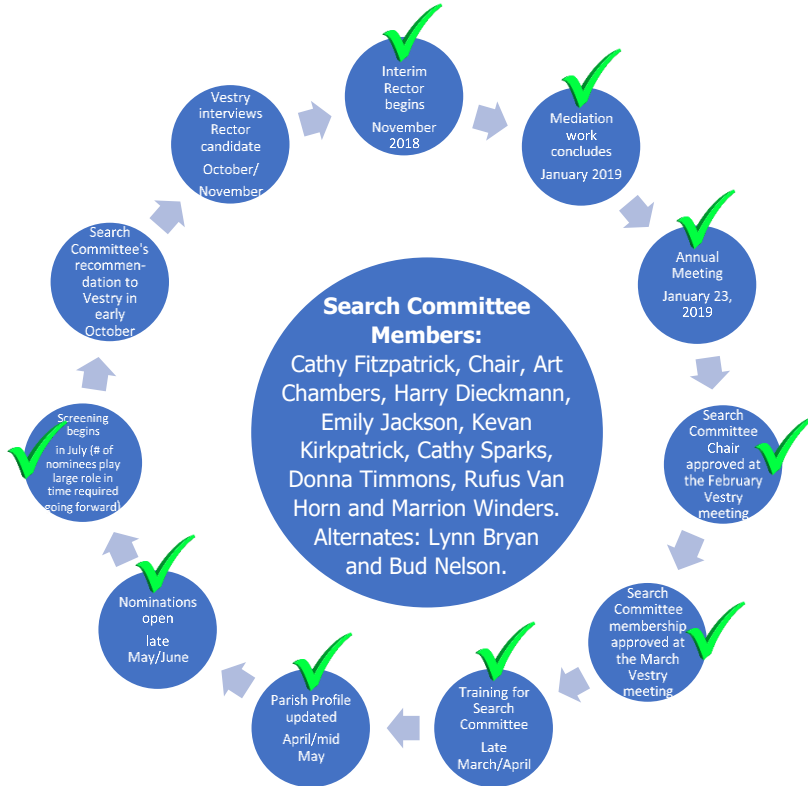 Interim
Rector
begins
November
2018
Mediation
work
concludes
January 2019
Annual
Meeting
January 23,
2019
Search
Committee
Chair
approved at
the February
Vestry
meeting
Search
Committee
membership
approved at
the March
Vestry
meeting
Training for
Search
Committee
Late
March/April
Parish Profile
updated
April/mid
May
Nominations
open
late
May/June
Screening
begins
in July (# of
nominees play
large role in
time required
going forward)
Search
Committee's
recommen-
dation to
Vestry in
early
October
Vestry
interviews
Rector
candidate
October/
November
Search Committee
Members:
Cathy Fitzpatrick, Chair, Art
Chambers, Harry Dieckmann,
Emily Jackson, Kevan
Kirkpatrick, Cathy Sparks,
Donna Timmons, Rufus Van
Horn and Marrion Winders.
Alternates: Lynn Bryan
and Bud Nelson.